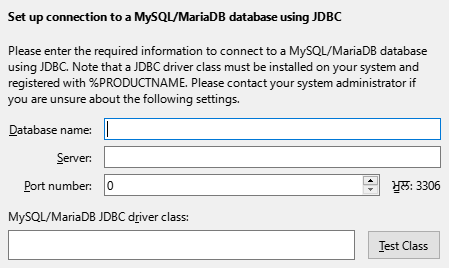 Set up connection to a MySQL/MariaDB database using JDBC
Please enter the required information to connect to a MySQL/MariaDB database
using JDBC. Note that a JDBC driver class must be installed on your system and
registered with %PRODUCTNAME. Please contact your system administrator if
you are unsure about the following settings.
Database name:
Server:
Port number: 0 ਮੂਲ: 3306
MySQL/MariaDB JDBC driver class:
Test Class